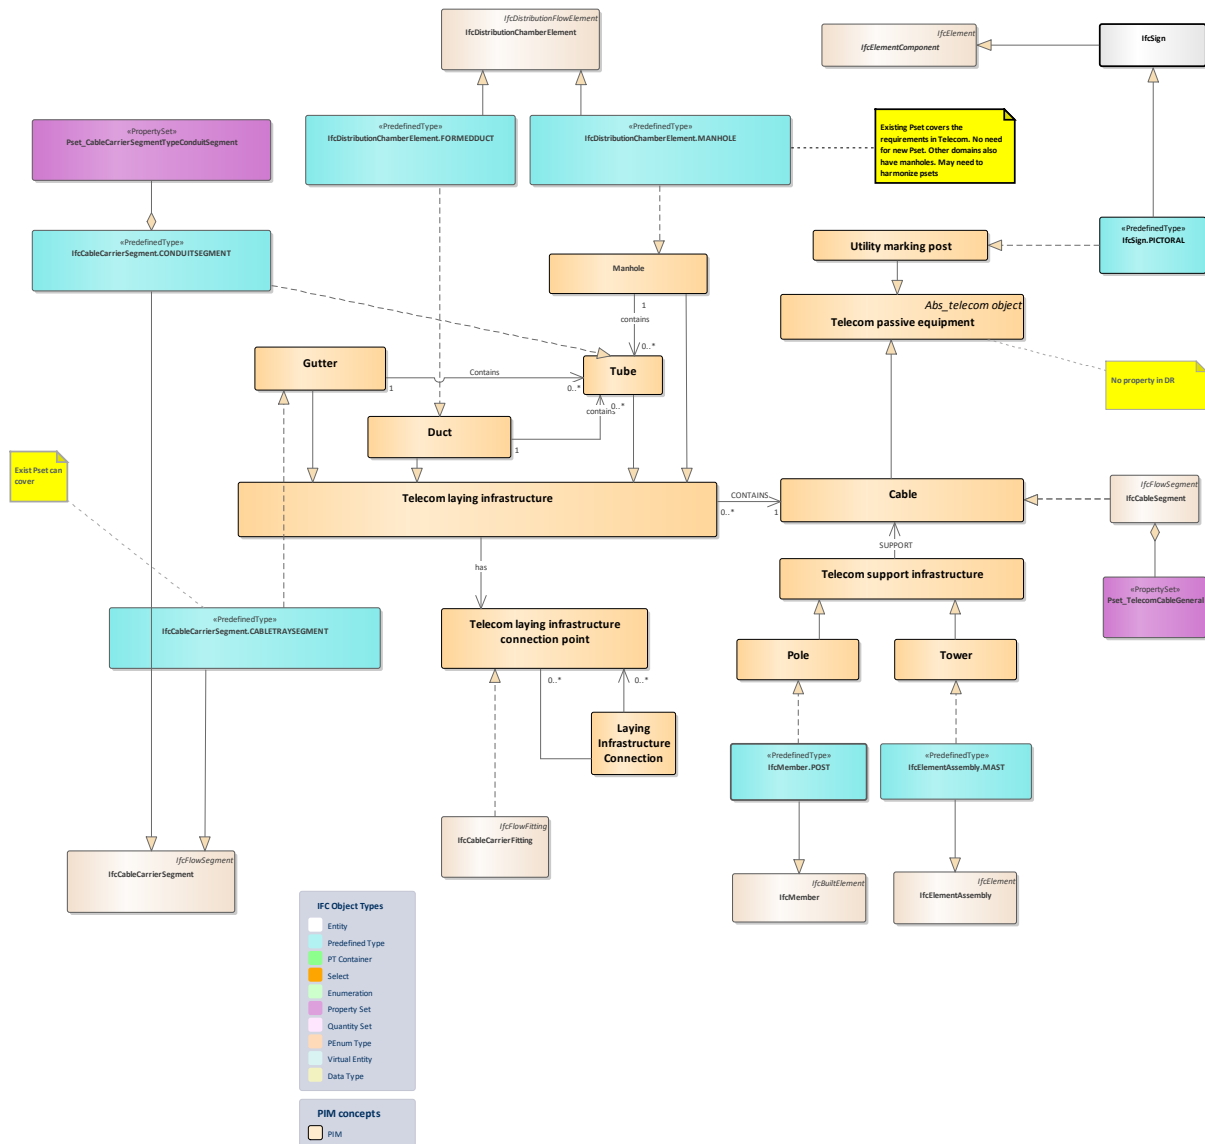 IfcDistributionFlowElement
IfcDistributionChamberElement
IfcElement
IfcElementComponent
IfcSign
«PropertySet»
Pset_CableCarrierSegmentTypeConduitSegment
«PredefinedType»
IfcDistributionChamberElement.FORMEDDUCT
«PredefinedType»
IfcDistributionChamberElement.MANHOLE
Existing Pset covers the
requirements in Telecom. No need
for new Pset. Other domains also
have manholes. May need to
harmonize psets
«PredefinedType»
IfcCableCarrierSegment.CONDUITSEGMENT
Utility marking post
«PredefinedType»
IfcSign.PICTORAL
Manhole
1
contains
0..*
Abs_telecom object
Telecom passive equipment
Gutter
Contains
1
0..*
Tube
No property in DR
0..*
contains
Duct
1
Exist Pset can
cover
Telecom laying infrastructure
CONTAINS
0..*
1
Cable
IfcFlowSegment
IfcCableSegment
SUPPORT
has
Telecom support infrastructure
«PropertySet»
Pset_TelecomCableGeneral
«PredefinedType»
IfcCableCarrierSegment.CABLETRAYSEGMENT
Telecom laying infrastructure
connection point
0..*
0..*
Pole
Tower
Laying
Infrastructure
Connection
«PredefinedType»
IfcMember.POST
«PredefinedType»
IfcElementAssembly.MAST
IfcFlowFitting
IfcCableCarrierFitting
IfcFlowSegment
IfcCableCarrierSegment
IfcBuiltElement
IfcMember
IfcElement
IfcElementAssembly
IFC Object Types
Entity
Predefined Type
PT Container
Select
Enumeration
Property Set
Quantity Set
PEnum Type
Virtual Entity
Data Type
PIM concepts
PIM